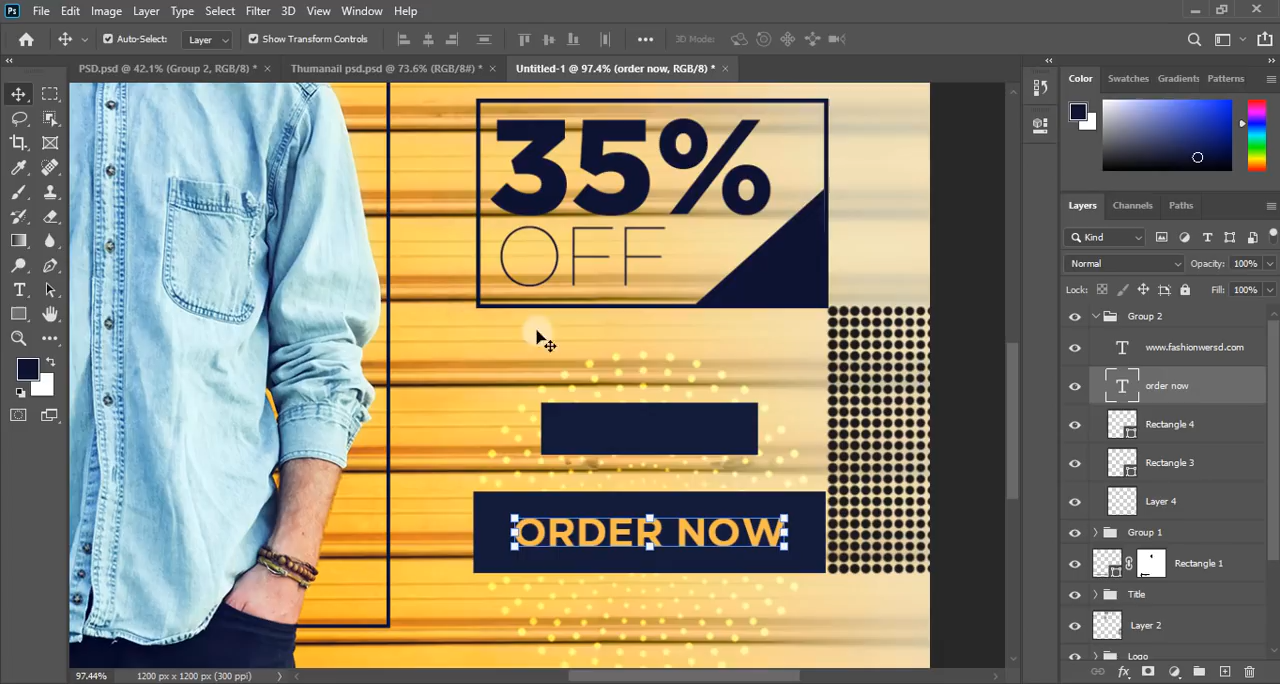 Ps File Edit Image Layer Type Select Filter 3D View Window Help
Auto-Select: Layer Show Transform Controls 3D Mode:
PSD.psd @ 42.1% (Group 2, RGB/8) * × Thumanail psd.psd @ 73.6% (RGB/8#) * × Untitled-1 @ 97.4% (order now, RGB/8) * ×
Color Swatches Gradients Patterns
35%
OFF
ORDER NOW
Layers Channels Paths
Kind
Normal Opacity: 100%
Lock: Fill: 100%
Group 2
T www.fashionwersd.com
T order now
Rectangle 4
Rectangle 3
Layer 4
Group 1
Rectangle 1
Title
Layer 2
Logo
97.44% 1200 px x 1200 px (300 ppi)